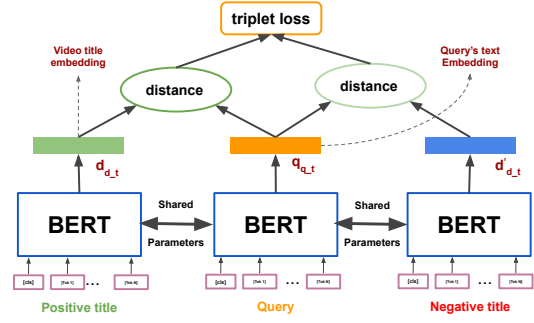 triplet loss
Video title
embedding
Query's text
Embedding
distance
distance
d_d_t
q_q_t
d'_d_t
BERT
Shared
Parameters
BERT
Shared
Parameters
BERT
[cls]
[Tok 1]
...
[Tok N]
[cls]
[Tok 1]
...
[Tok N]
[cls]
[Tok 1]
...
[Tok N]
Positive title
Query
Negative title